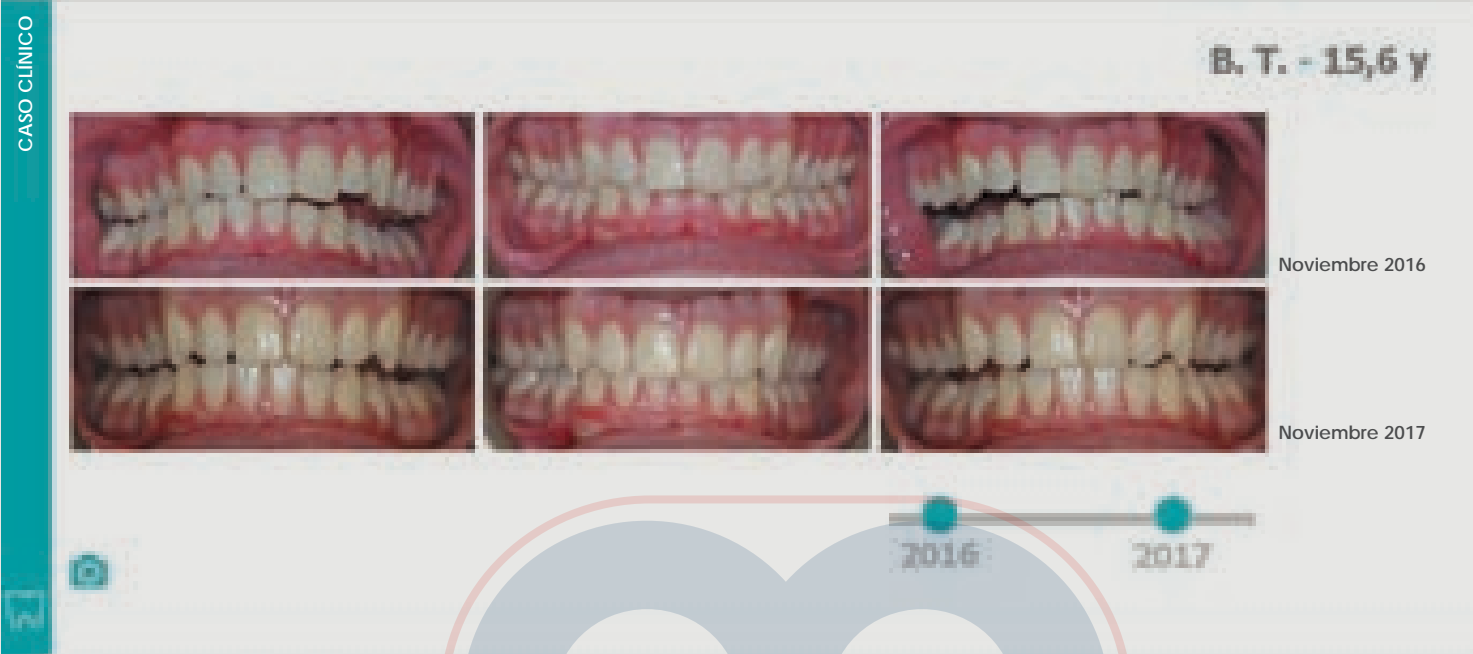 CASO CLÍNICO
B. T. - 15,6 y
Noviembre 2016
Noviembre 2017
2016
2017